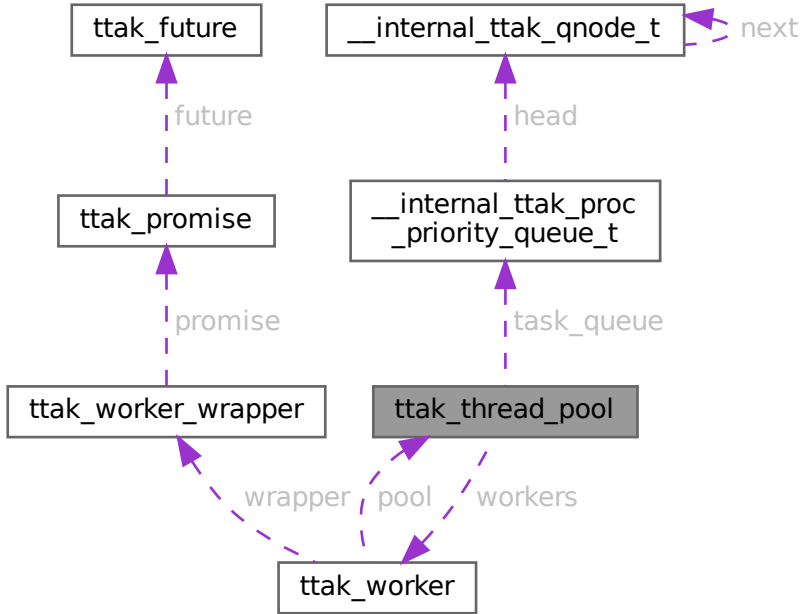 ttak_future
__internal_ttak_qnode_t
next
future
head
ttak_promise
__internal_ttak_proc
_priority_queue_t
promise
task_queue
ttak_worker_wrapper
ttak_thread_pool
wrapper
pool
workers
ttak_worker